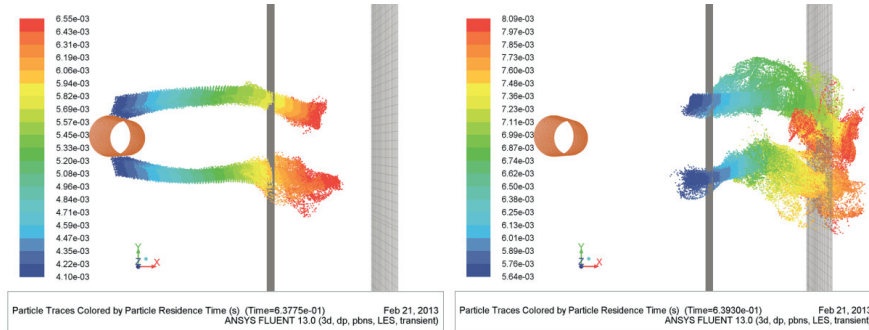 6.55e-03
6.43e-03
6.31e-03
6.19e-03
6.06e-03
5.94e-03
5.82e-03
5.69e-03
5.57e-03
5.45e-03
5.33e-03
5.20e-03
5.08e-03
4.96e-03
4.84e-03
4.71e-03
4.59e-03
4.47e-03
4.35e-03
4.22e-03
4.10e-03
Y
Z
X
Particle Traces Colored by Particle Residence Time (s) (Time=6.3775e-01)
Feb 21, 2013
ANSYS FLUENT 13.0 (3d, dp, pbns, LES, transient)
8.09e-03
7.97e-03
7.85e-03
7.73e-03
7.60e-03
7.48e-03
7.36e-03
7.23e-03
7.11e-03
6.99e-03
6.87e-03
6.74e-03
6.62e-03
6.50e-03
6.38e-03
6.25e-03
6.13e-03
6.01e-03
5.89e-03
5.76e-03
5.64e-03
Y
Z
X
Particle Traces Colored by Particle Residence Time (s) (Time=6.3930e-01)
Feb 21, 2013
ANSYS FLUENT 13.0 (3d, dp, pbns, LES, transient)